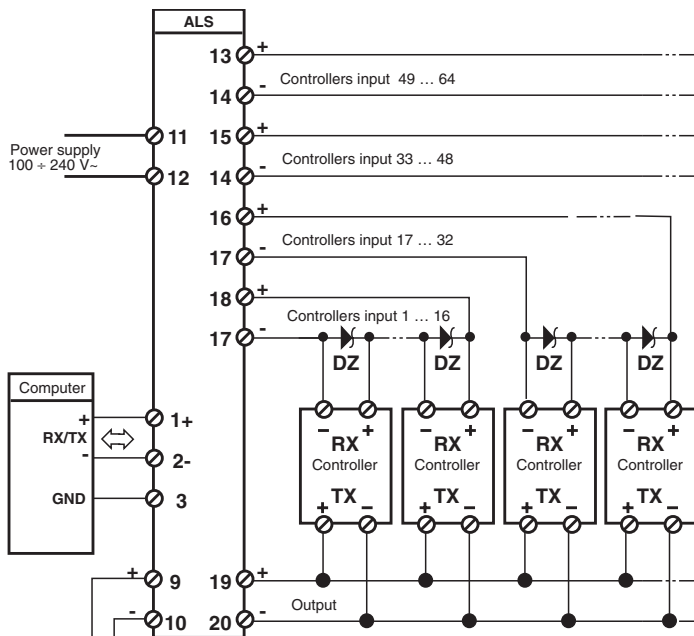 ALS
13 +
Controllers input 49 ... 64
14 -
11
15 +
Power supply
100 ÷ 240 V~
Controllers input 33 ... 48
12
14 -
16 +
Controllers input 17 ... 32
17 -
18 +
Controllers input 1 ... 16
17 -
DZ DZ DZ DZ
Computer
+
RX/TX
-
GND
1+
2-
3
- RX +
Controller
+ TX -
- RX +
Controller
+ TX -
- RX +
Controller
+ TX -
- RX +
Controller
+ TX -
+ 9
19 +
Output
- 10
20 -